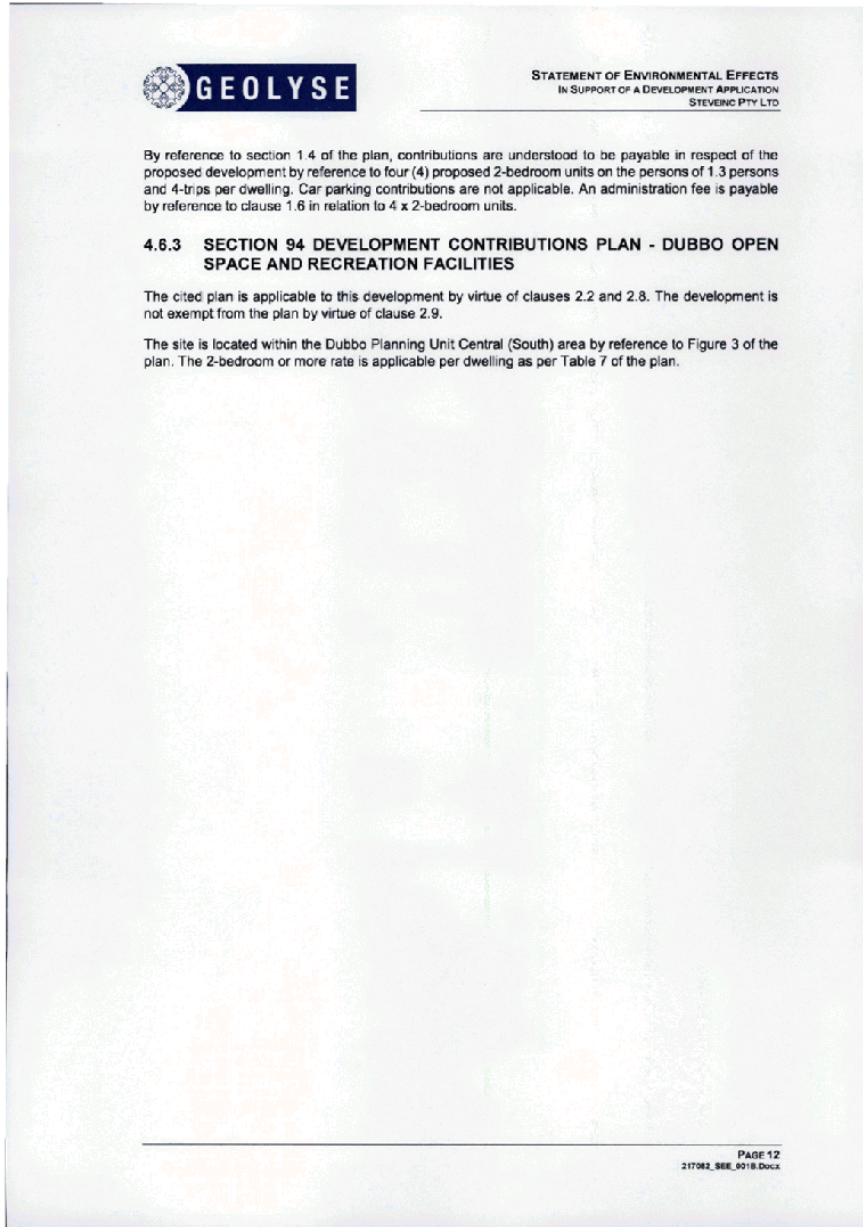 GEOLYSE
STATEMENT OF ENVIRONMENTAL EFFECTS
IN SUPPORT OF A DEVELOPMENT APPLICATION
STEVEINC PTY LTD
By reference to section 1.4 of the plan, contributions are understood to be payable in respect of the
proposed development by reference to four (4) proposed 2-bedroom units on the persons of 1.3 persons
and 4-trips per dwelling. Car parking contributions are not applicable. An administration fee is payable
by reference to clause 1.6 in relation to 4 x 2-bedroom units.
4.6.3 SECTION 94 DEVELOPMENT CONTRIBUTIONS PLAN - DUBBO OPEN
SPACE AND RECREATION FACILITIES
The cited plan is applicable to this development by virtue of clauses 2.2 and 2.8. The development is
not exempt from the plan by virtue of clause 2.9.
The site is located within the Dubbo Planning Unit Central (South) area by reference to Figure 3 of the
plan. The 2-bedroom or more rate is applicable per dwelling as per Table 7 of the plan.
PAGE 12
217082_SEE_001B.Docx